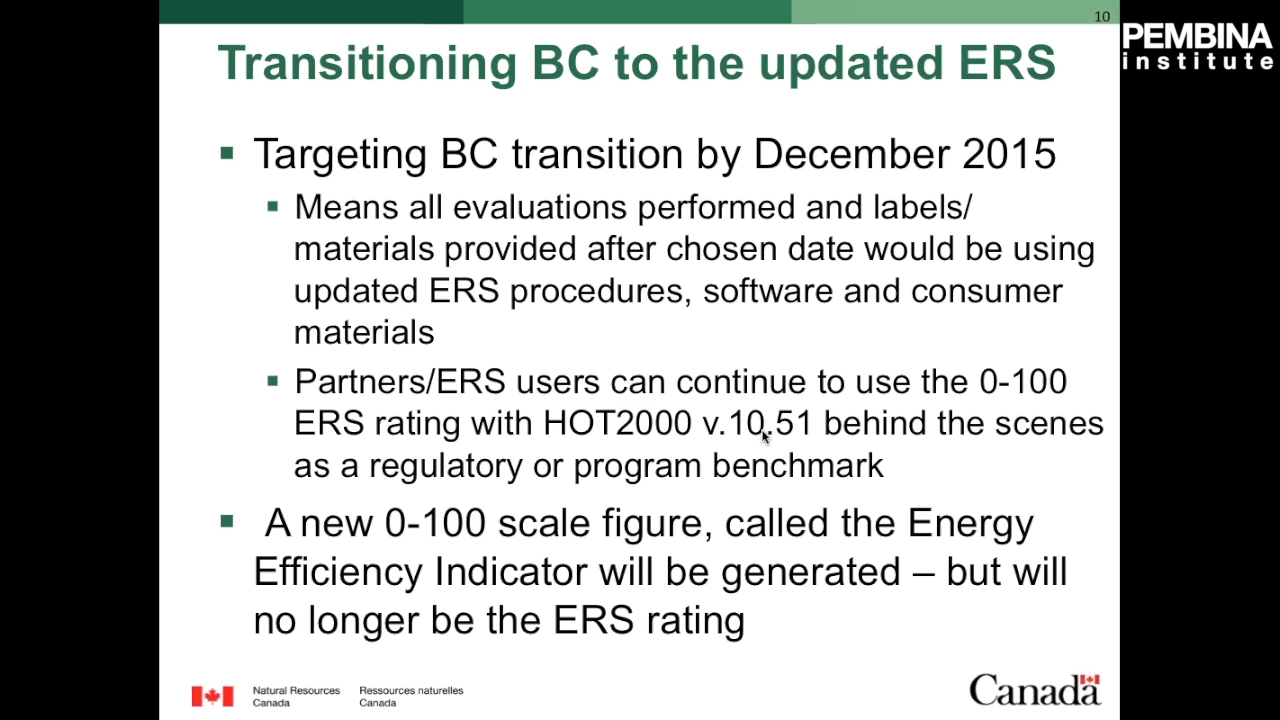 10
PEMBINA
institute
Transitioning BC to the updated ERS
Targeting BC transition by December 2015
Means all evaluations performed and labels/
materials provided after chosen date would be using
updated ERS procedures, software and consumer
materials
Partners/ERS users can continue to use the 0-100
ERS rating with HOT2000 v.10.51 behind the scenes
as a regulatory or program benchmark
A new 0-100 scale figure, called the Energy
Efficiency Indicator will be generated – but will
no longer be the ERS rating
Natural Resources Ressources naturelles
Canada Canada
Canada